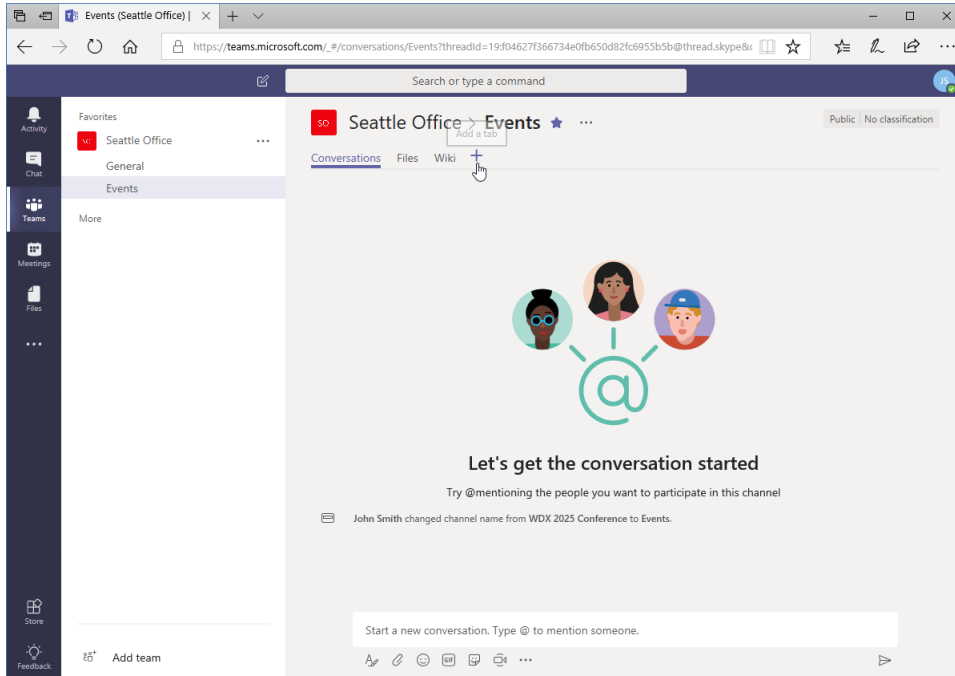 Events (Seattle Office) |
https://teams.microsoft.com/_#/conversations/Events?threadId=19:f04627f366734e0fb650d82fc6955b5b@thread.skype&
Search or type a command
JS
Activity
Chat
Teams
Meetings
Files
Store
Feedback
Favorites
Seattle Office
General
Events
More
Add team
SO
Seattle Office > Events
Public | No classification
Add a tab
Conversations Files Wiki
@
Let's get the conversation started
Try @mentioning the people you want to participate in this channel
John Smith changed channel name from WDX 2025 Conference to Events.
Start a new conversation. Type @ to mention someone.
GIF